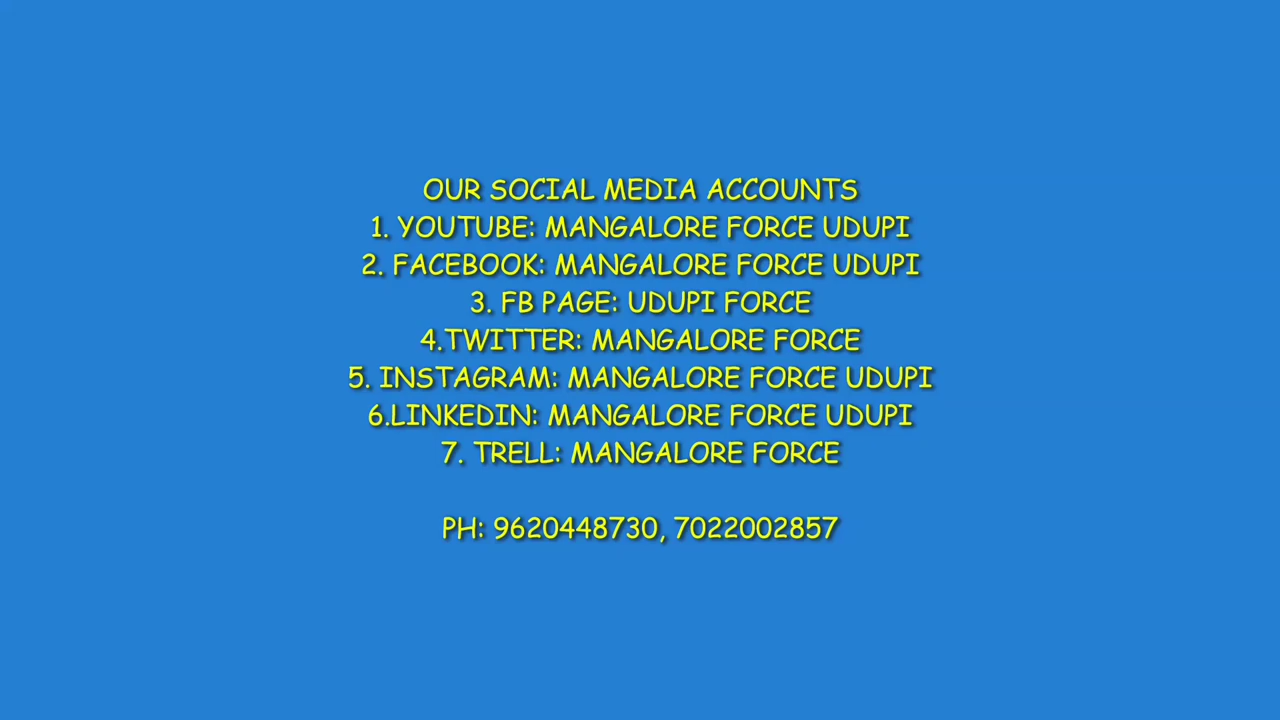 OUR SOCIAL MEDIA ACCOUNTS
1. YOUTUBE: MANGALORE FORCE UDUPI
2. FACEBOOK: MANGALORE FORCE UDUPI
3. FB PAGE: UDUPI FORCE
4.TWITTER: MANGALORE FORCE
5. INSTAGRAM: MANGALORE FORCE UDUPI
6.LINKEDIN: MANGALORE FORCE UDUPI
7. TRELL: MANGALORE FORCE
PH: 9620448730, 7022002857